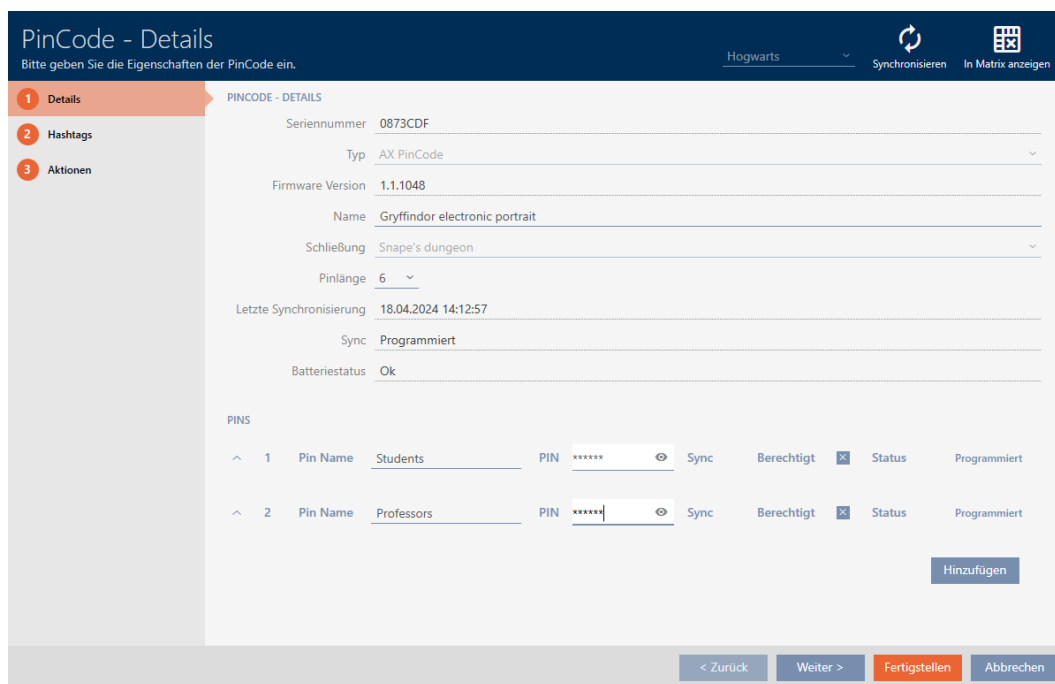 PinCode - Details
Bitte geben Sie die Eigenschaften der PinCode ein.
Hogwarts
Synchronisieren
In Matrix anzeigen
1 Details
2 Hashtags
3 Aktionen
PINCODE - DETAILS
Seriennummer 0873CDF
Typ AX PinCode
Firmware Version 1.1.1048
Name Gryffindor electronic portrait
Schließung Snape's dungeon
Pinlänge 6
Letzte Synchronisierung 18.04.2024 14:12:57
Sync Programmiert
Batteriestatus Ok
PINS
1 Pin Name Students PIN ****** Sync Berechtigt Status Programmiert
2 Pin Name Professors PIN ****** Sync Berechtigt Status Programmiert
Hinzufügen
< Zurück Weiter > Fertigstellen Abbrechen